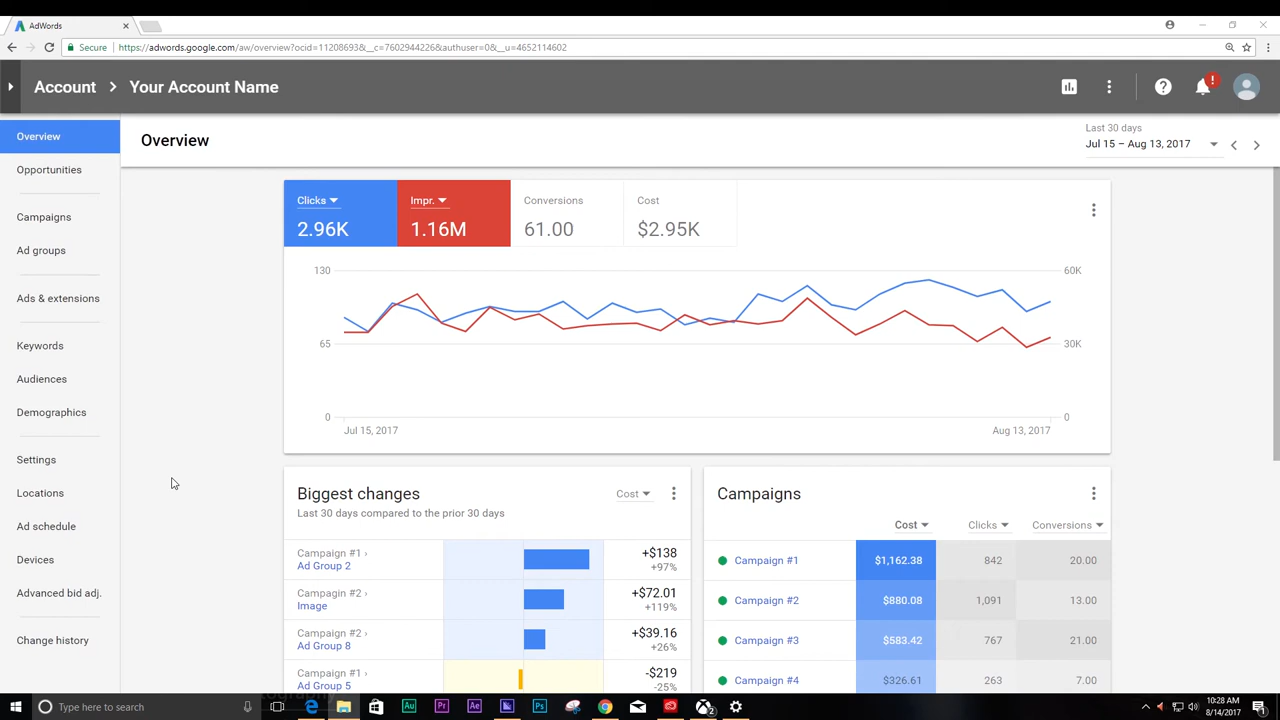 AdWords
Secure https://adwords.google.com/aw/overview?ocid=11208693&__c=7602944226&authuser=0&__u=4652114602
Account > Your Account Name
!
Overview
Opportunities
Campaigns
Ad groups
Ads & extensions
Keywords
Audiences
Demographics
Settings
Locations
Ad schedule
Devices
Advanced bid adj.
Change history
Overview
Last 30 days
Jul 15 – Aug 13, 2017
Clicks Impr. Conversions Cost
2.96K 1.16M 61.00 $2.95K
130 60K
65 30K
0 0
Jul 15, 2017 Aug 13, 2017
Biggest changes Cost
Last 30 days compared to the prior 30 days
Campaign #1 › +$138
Ad Group 2 +97%
Campaign #2 › +$72.01
Image +119%
Campaign #2 › +$39.16
Ad Group 8 +26%
Campaign #1 › -$219
Ad Group 5 -25%
Campaigns
Cost Clicks Conversions
Campaign #1 $1,162.38 842 20.00
Campaign #2 $880.08 1,091 13.00
Campaign #3 $583.42 767 21.00
Campaign #4 $326.61 263 7.00
Type here to search
Au Pr Ae Ps
2
10:28 AM
8/14/2017
1